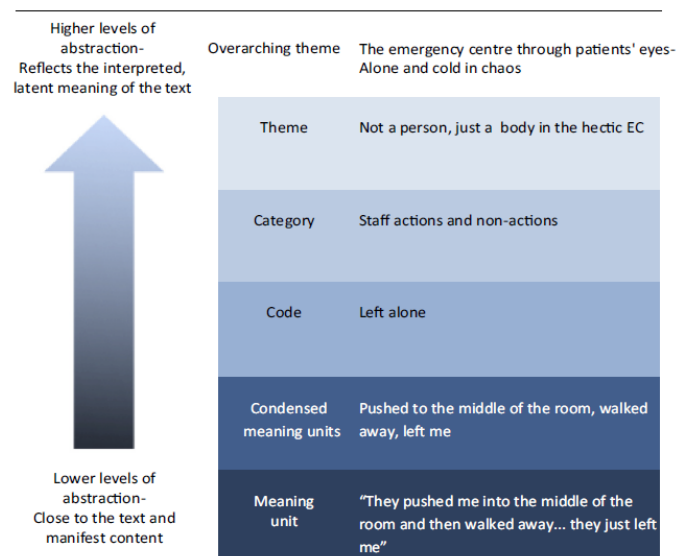 Higher levels of
abstraction-
Reflects the interpreted,
latent meaning of the text
Overarching theme
The emergency centre through patients' eyes-
Alone and cold in chaos
Theme
Not a person, just a body in the hectic EC
Category
Staff actions and non-actions
Code
Left alone
Condensed
meaning units
Pushed to the middle of the room, walked
away, left me
Lower levels of
abstraction-
Close to the text and
manifest content
Meaning
unit
“They pushed me into the middle of the
room and then walked away... they just left
me”